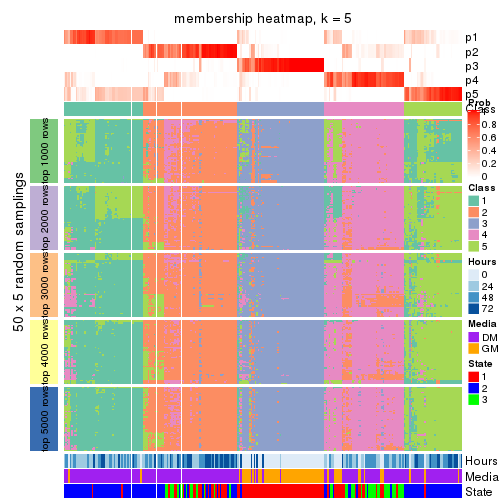 membership heatmap, k = 5
p1
p2
p3
p4
p5
Class
Prob
1
0.8
0.6
0.4
0.2
0
Class
1
2
3
4
5
Hours
0
24
48
72
Media
DM
GM
State
1
2
3
50 x 5 random samplings
top 1000 rows
top 2000 rows
top 3000 rows
top 4000 rows
top 5000 rows
Hours
Media
State